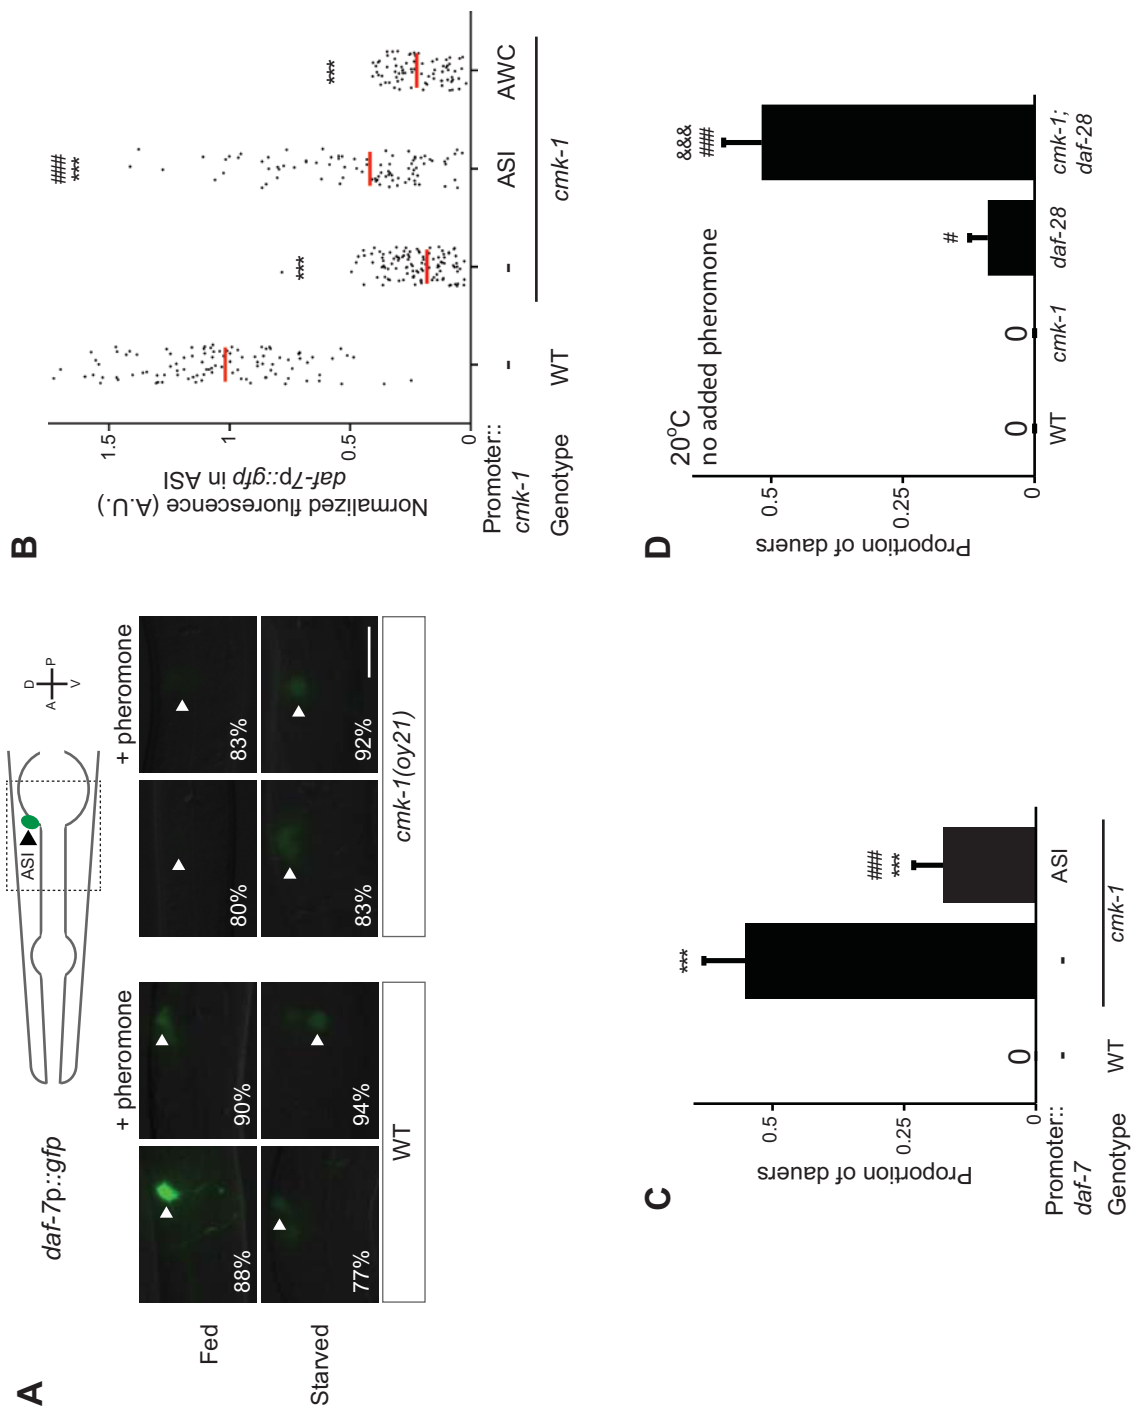 A
daf-7p::gfp
ASI
D
A
P
V
+ pheromone
+ pheromone
Fed
88%
90%
80%
83%
Starved
77%
94%
83%
92%
WT
cmk-1(oy21)
B
Normalized fluorescence (A.U.)
daf-7p::gfp in ASI
1.5
1
0.5
0
***
###
***
***
Promoter::
cmk-1
- - ASI AWC
Genotype
WT
cmk-1
C
Proportion of dauers
0.5
0.25
0
0
***
###
***
Promoter::
daf-7
- - ASI
Genotype
WT
cmk-1
D
20°C
no added pheromone
Proportion of dauers
0.5
0.25
0
0
0
#
&&&
###
WT
cmk-1
daf-28
cmk-1;
daf-28